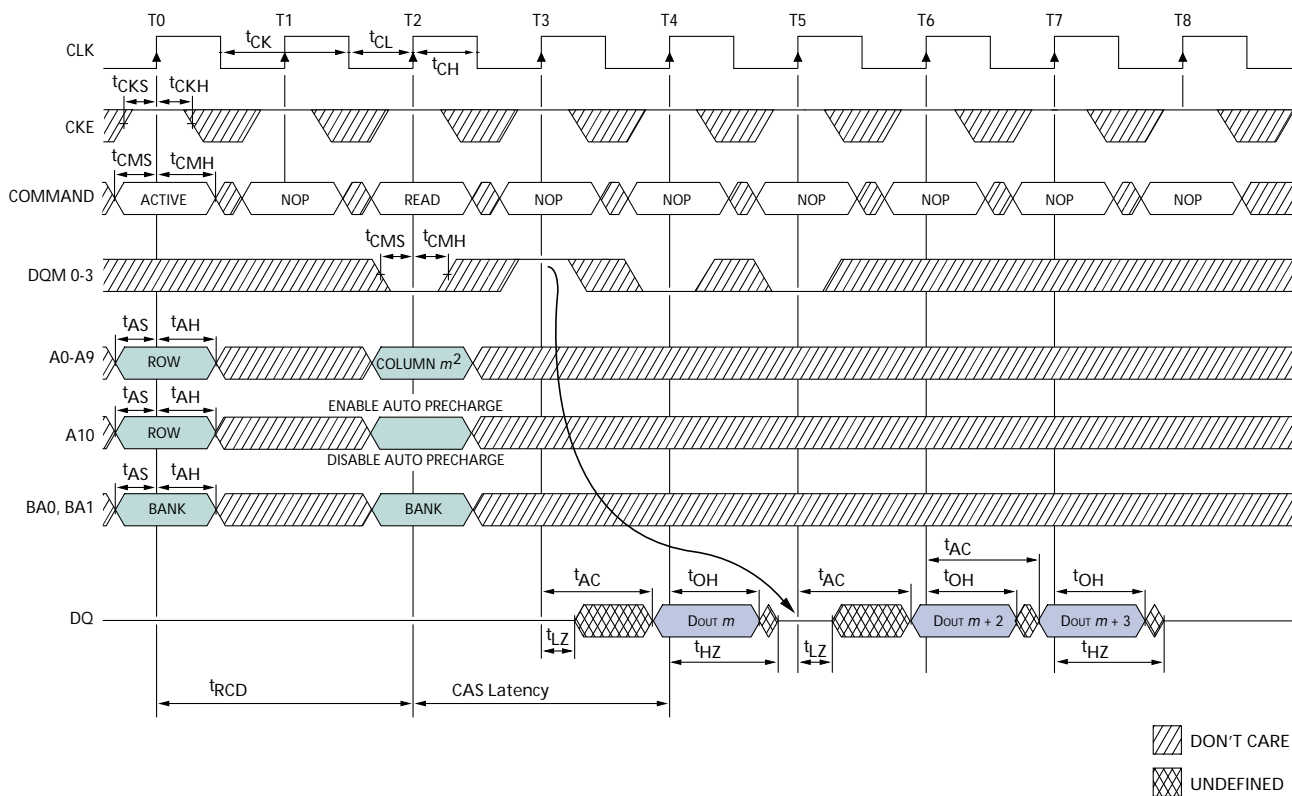 T0 T1 T2 T3 T4 T5 T6 T7 T8
CLK
tCK tCL
tCH
tCKS tCKH
CKE
tCMS tCMH
COMMAND
ACTIVE NOP READ NOP NOP NOP NOP NOP NOP
tCMS tCMH
DQM 0-3
tAS tAH
A0-A9
ROW COLUMN m²
tAS tAH
ENABLE AUTO PRECHARGE
A10
ROW
DISABLE AUTO PRECHARGE
tAS tAH
BA0, BA1
BANK BANK
tAC
tAC tOH tAC tOH tOH
DQ
DOUT m DOUT m + 2 DOUT m + 3
tLZ tHZ tLZ tHZ
tRCD CAS Latency
DON'T CARE
UNDEFINED